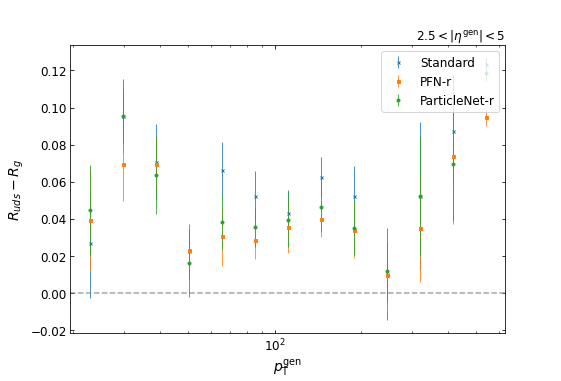 2.5 < |η^gen| < 5
Standard
PFN-r
ParticleNet-r
0.12
0.10
0.08
0.06
0.04
0.02
0.00
−0.02
R_uds − R_g
10^2
p_T^gen